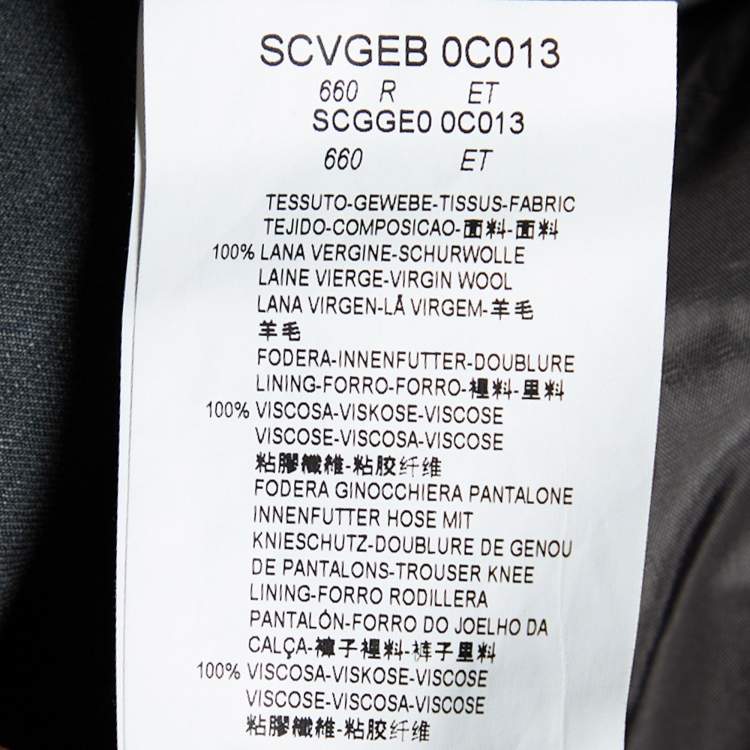 SCVGEB 0C013
660 R ET
SCGGE0 0C013
660 ET
TESSUTO-GEWEBE-TISSUS-FABRIC
TEJIDO-COMPOSICAO-面料-面料
100% LANA VERGINE-SCHURWOLLE
LAINE VIERGE-VIRGIN WOOL
LANA VIRGEN-LÃ VIRGEM-羊毛
羊毛
FODERA-INNENFUTTER-DOUBLURE
LINING-FORRO-FORRO-裡料-里料
100% VISCOSA-VISKOSE-VISCOSE
VISCOSE-VISCOSA-VISCOSE
粘膠纖維-粘胶纤维
FODERA GINOCCHIERA PANTALONE
INNENFUTTER HOSE MIT
KNIESCHUTZ-DOUBLURE DE GENOU
DE PANTALONS-TROUSER KNEE
LINING-FORRO RODILLERA
PANTALÓN-FORRO DO JOELHO DA
CALÇA-褲子裡料-裤子里料
100% VISCOSA-VISKOSE-VISCOSE
VISCOSE-VISCOSA-VISCOSE
粘膠纖維-粘胶纤维